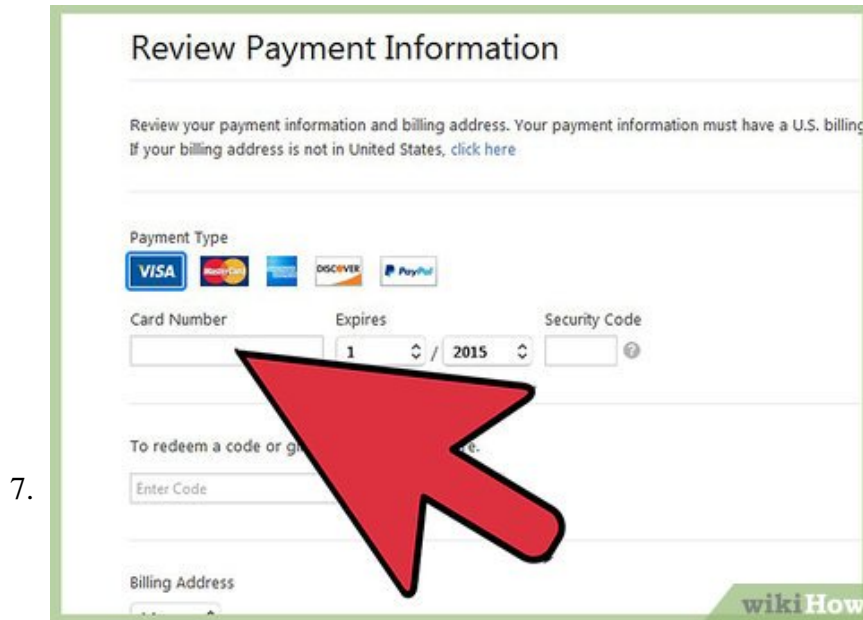 Review Payment Information
Review your payment information and billing address. Your payment information must have a U.S. billing
If your billing address is not in United States, click here
Payment Type
VISA MasterCard DISCOVER PayPal
Card Number Expires Security Code
1 / 2015 ?
To redeem a code or
7.
Enter Code
Billing Address
wikiHow